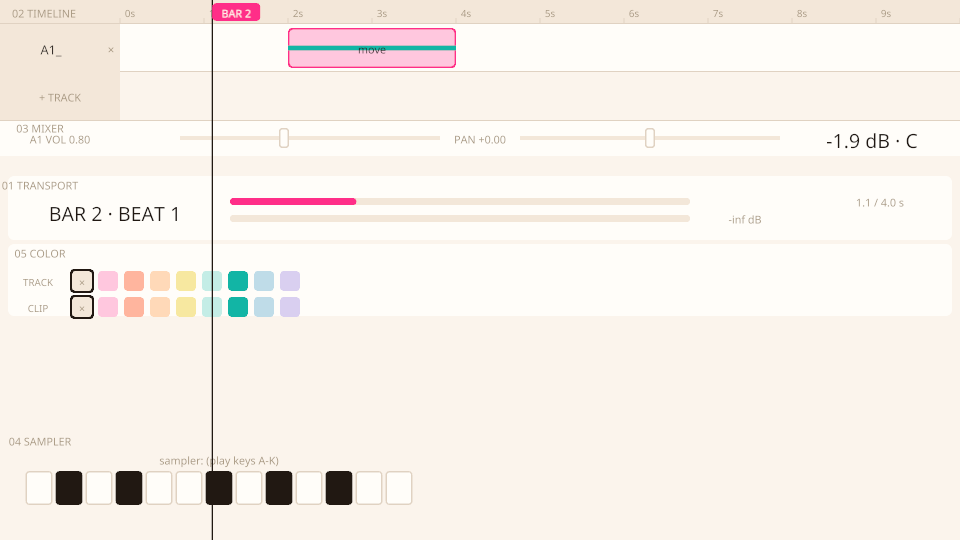 02 TIMELINE 0s BAR 2 2s 3s 4s 5s 6s 7s 8s 9s
A1_ × move
+ TRACK
03 MIXER
A1 VOL 0.80 PAN +0.00 -1.9 dB · C
01 TRANSPORT
BAR 2 · BEAT 1 1.1 / 4.0 s
-inf dB
05 COLOR
TRACK ×
CLIP ×
04 SAMPLER
sampler: (play keys A-K)